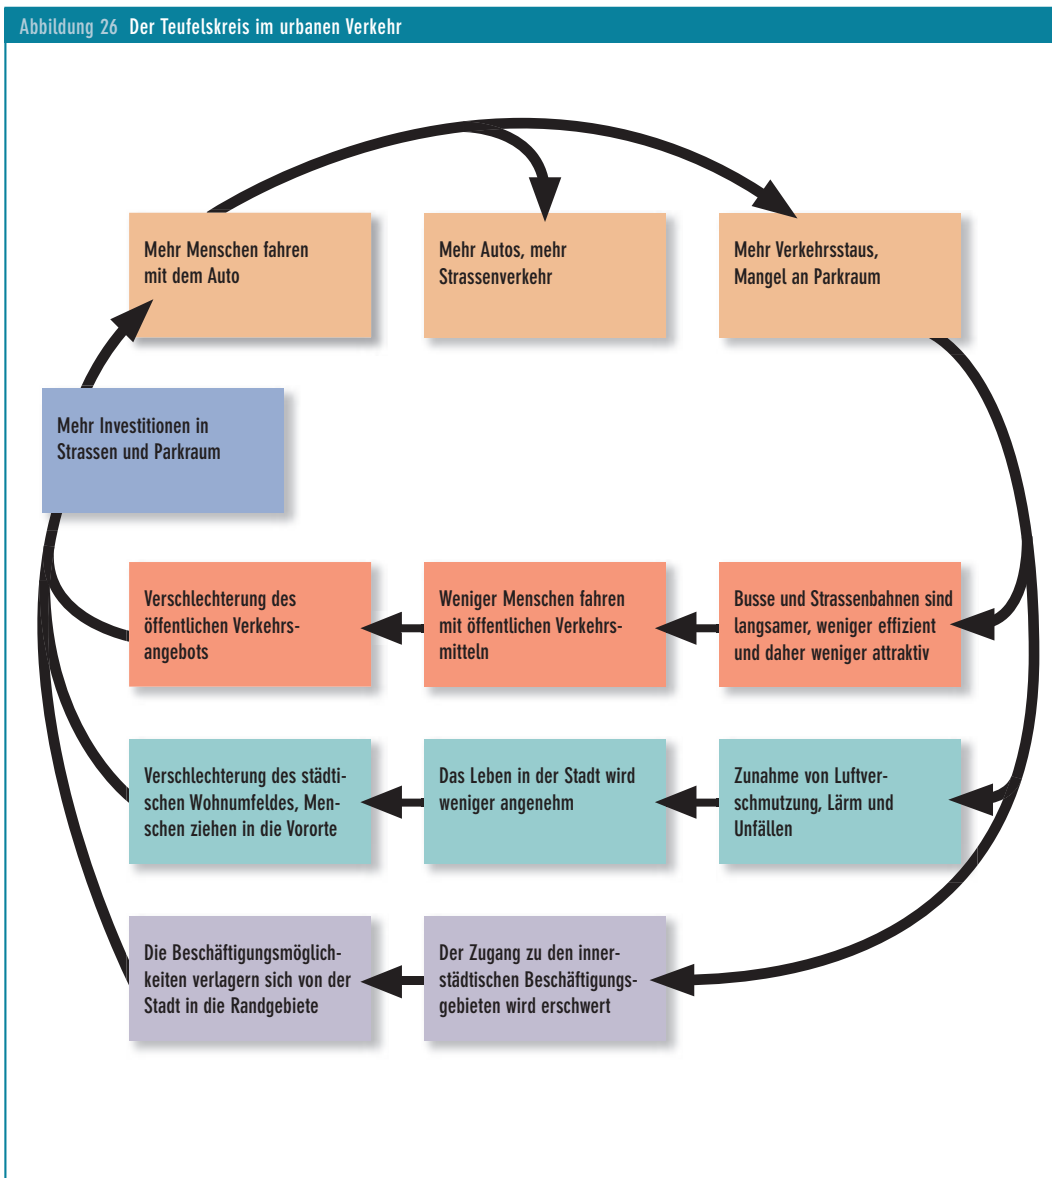 Abbildung 26 Der Teufelskreis im urbanen Verkehr
Mehr Menschen fahren
mit dem Auto
Mehr Autos, mehr
Strassenverkehr
Mehr Verkehrsstaus,
Mangel an Parkraum
Mehr Investitionen in
Strassen und Parkraum
Verschlechterung des
öffentlichen Verkehrs-
angebots
Weniger Menschen fahren
mit öffentlichen Verkehrs-
mitteln
Busse und Strassenbahnen sind
langsamer, weniger effizient
und daher weniger attraktiv
Verschlechterung des städti-
schen Wohnumfeldes, Men-
schen ziehen in die Vororte
Das Leben in der Stadt wird
weniger angenehm
Zunahme von Luftver-
schmutzung, Lärm und
Unfällen
Die Beschäftigungsmöglich-
keiten verlagern sich von der
Stadt in die Randgebiete
Der Zugang zu den inner-
städtischen Beschäftigungs-
gebieten wird erschwert